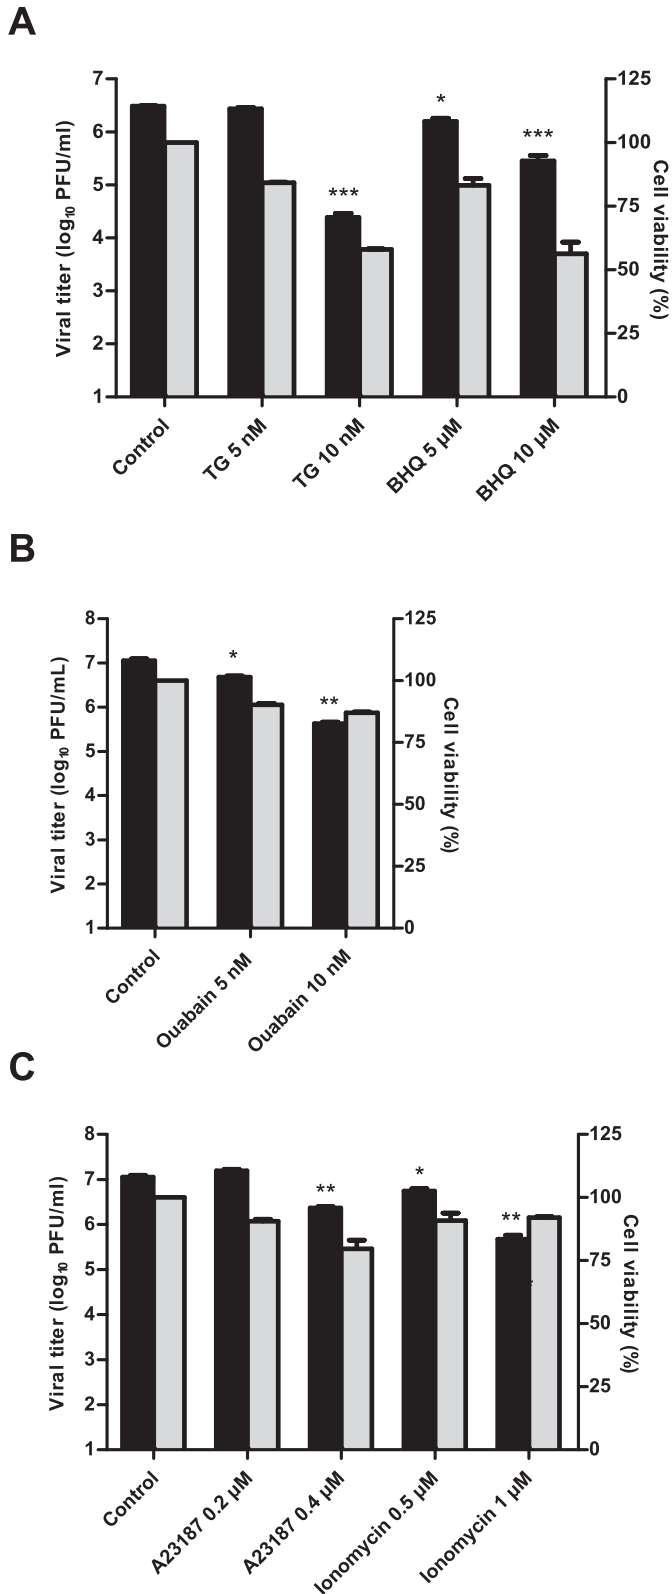 A
7
6
5
4
3
2
1
Viral titer (log10 PFU/ml)
*
***
***
125
100
75
50
25
0
Cell viability (%)
Control
TG 5 nM
TG 10 nM
BHQ 5 µM
BHQ 10 µM
B
8
7
6
5
4
3
2
1
Viral titer (log10 PFU/mL)
*
**
125
100
75
50
25
0
Cell viability (%)
Control
Ouabain 5 nM
Ouabain 10 nM
C
8
7
6
5
4
3
2
1
Viral titer (log10 PFU/ml)
**
*
**
125
100
75
50
25
0
Cell viability (%)
Control
A23187 0.2 µM
A23187 0.4 µM
Ionomycin 0.5 µM
Ionomycin 1 µM